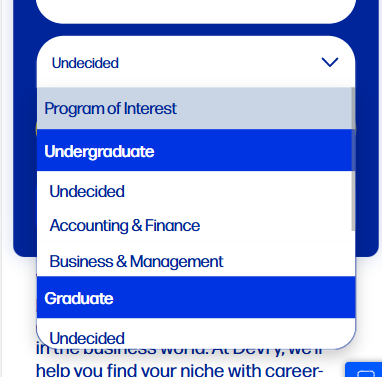 Undecided
Program of Interest
Undergraduate
Undecided
Accounting & Finance
Business & Management
Graduate
Undecided
in the business world. At DeVry, we'll
help you find your niche with career-